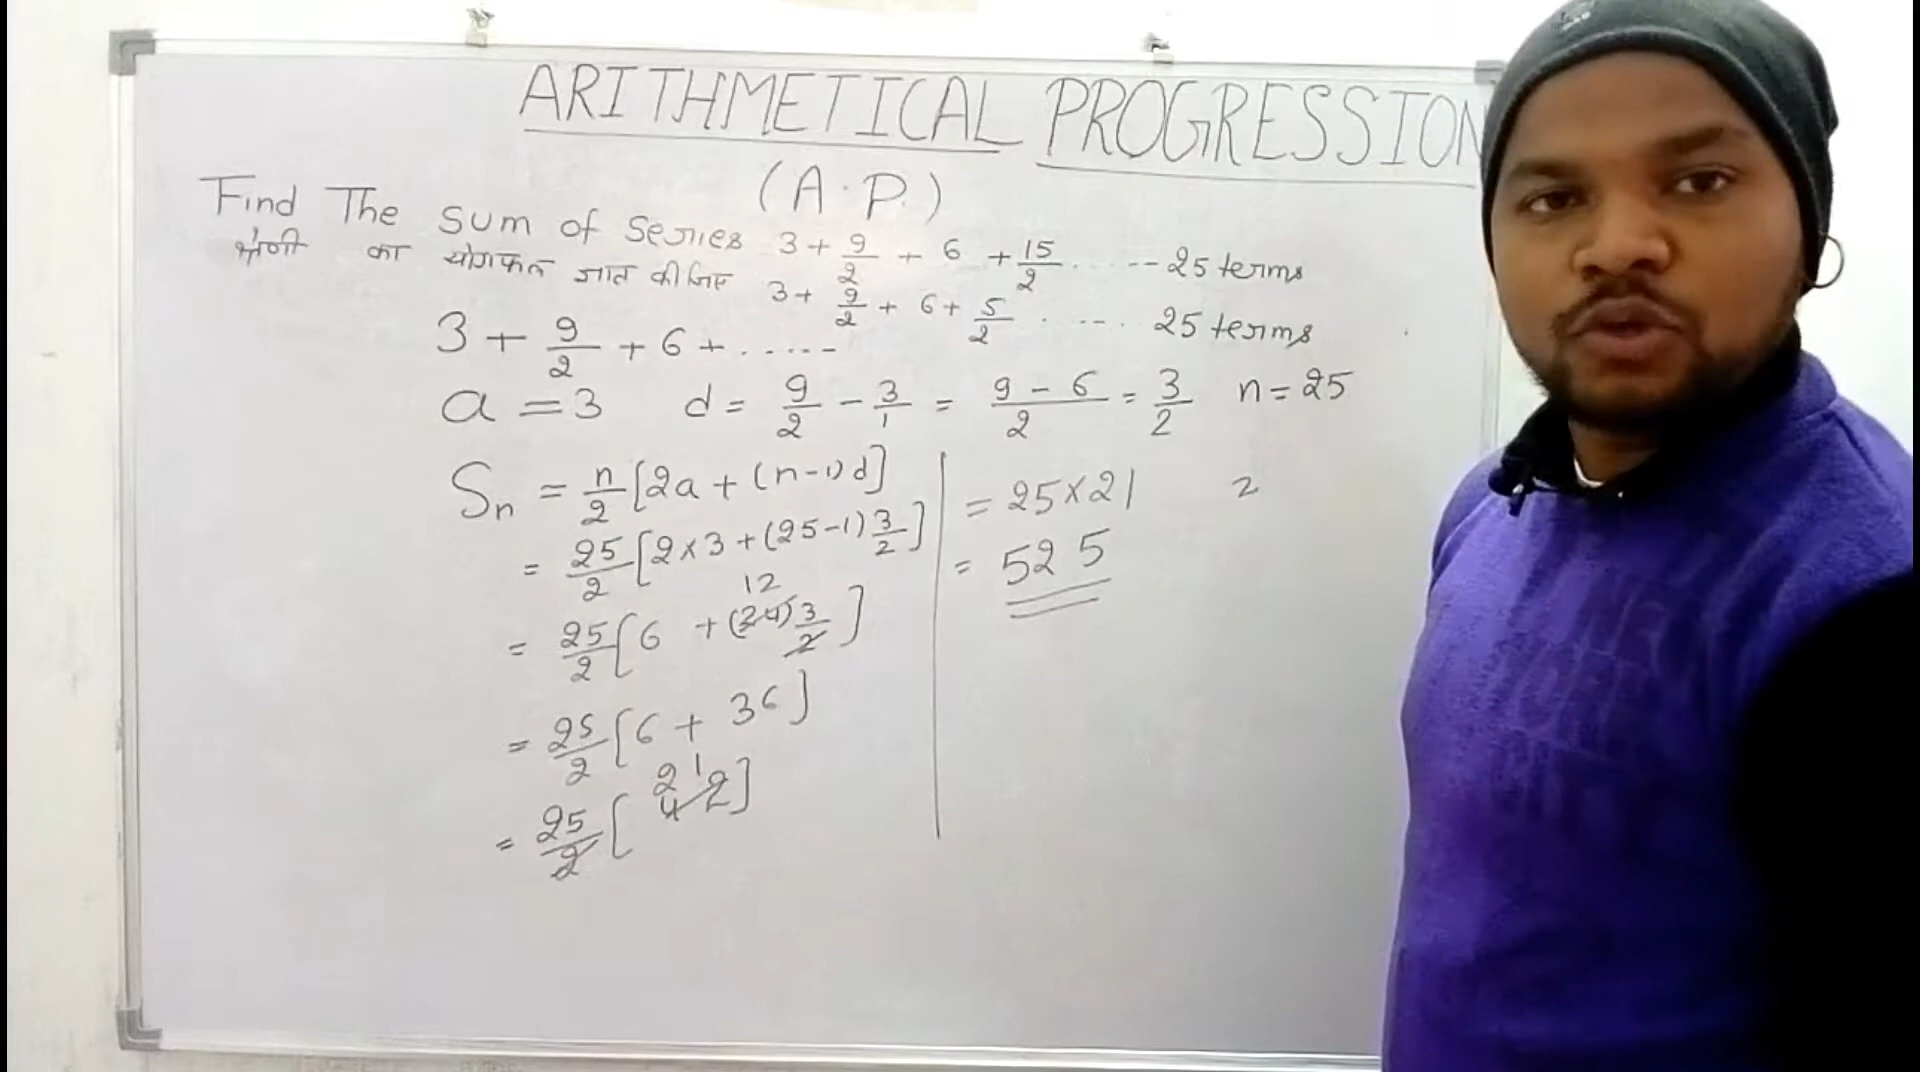 ARITHMETICAL PROGRESSION
(A.P.)
Find The sum of series 3 + 9/2 + 6 + 15/2 ..... -- 25 terms
श्रेणी का योगफल ज्ञात कीजिए 3 + 9/2 + 6 + 5/2 . -- . 25 terms
3 + 9/2 + 6 + .....
a = 3 d = 9/2 - 3/1 = 9 - 6/2 = 3/2 n = 25
Sn = n/2 [2a + (n-1)d]
= 25/2 [2 x 3 + (25-1) 3/2]
12
= 25/2 [6 + (24) 3/2]
= 25/2 [6 + 36]
21
= 25/2 [42]
= 25 x 21
2
= 525